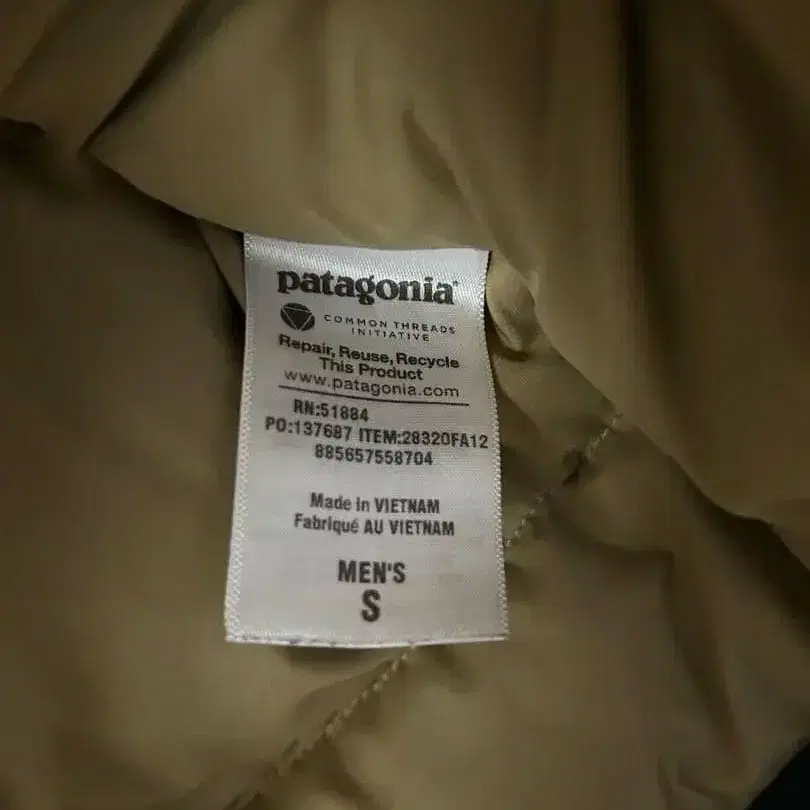 patagonia
COMMON THREADS
INITIATIVE
Repair, Reuse, Recycle
This Product
www.patagonia.com
RN:51884
PO:137687 ITEM:28320FA12
885657558704
Made in VIETNAM
Fabriqué AU VIETNAM
MEN'S
S